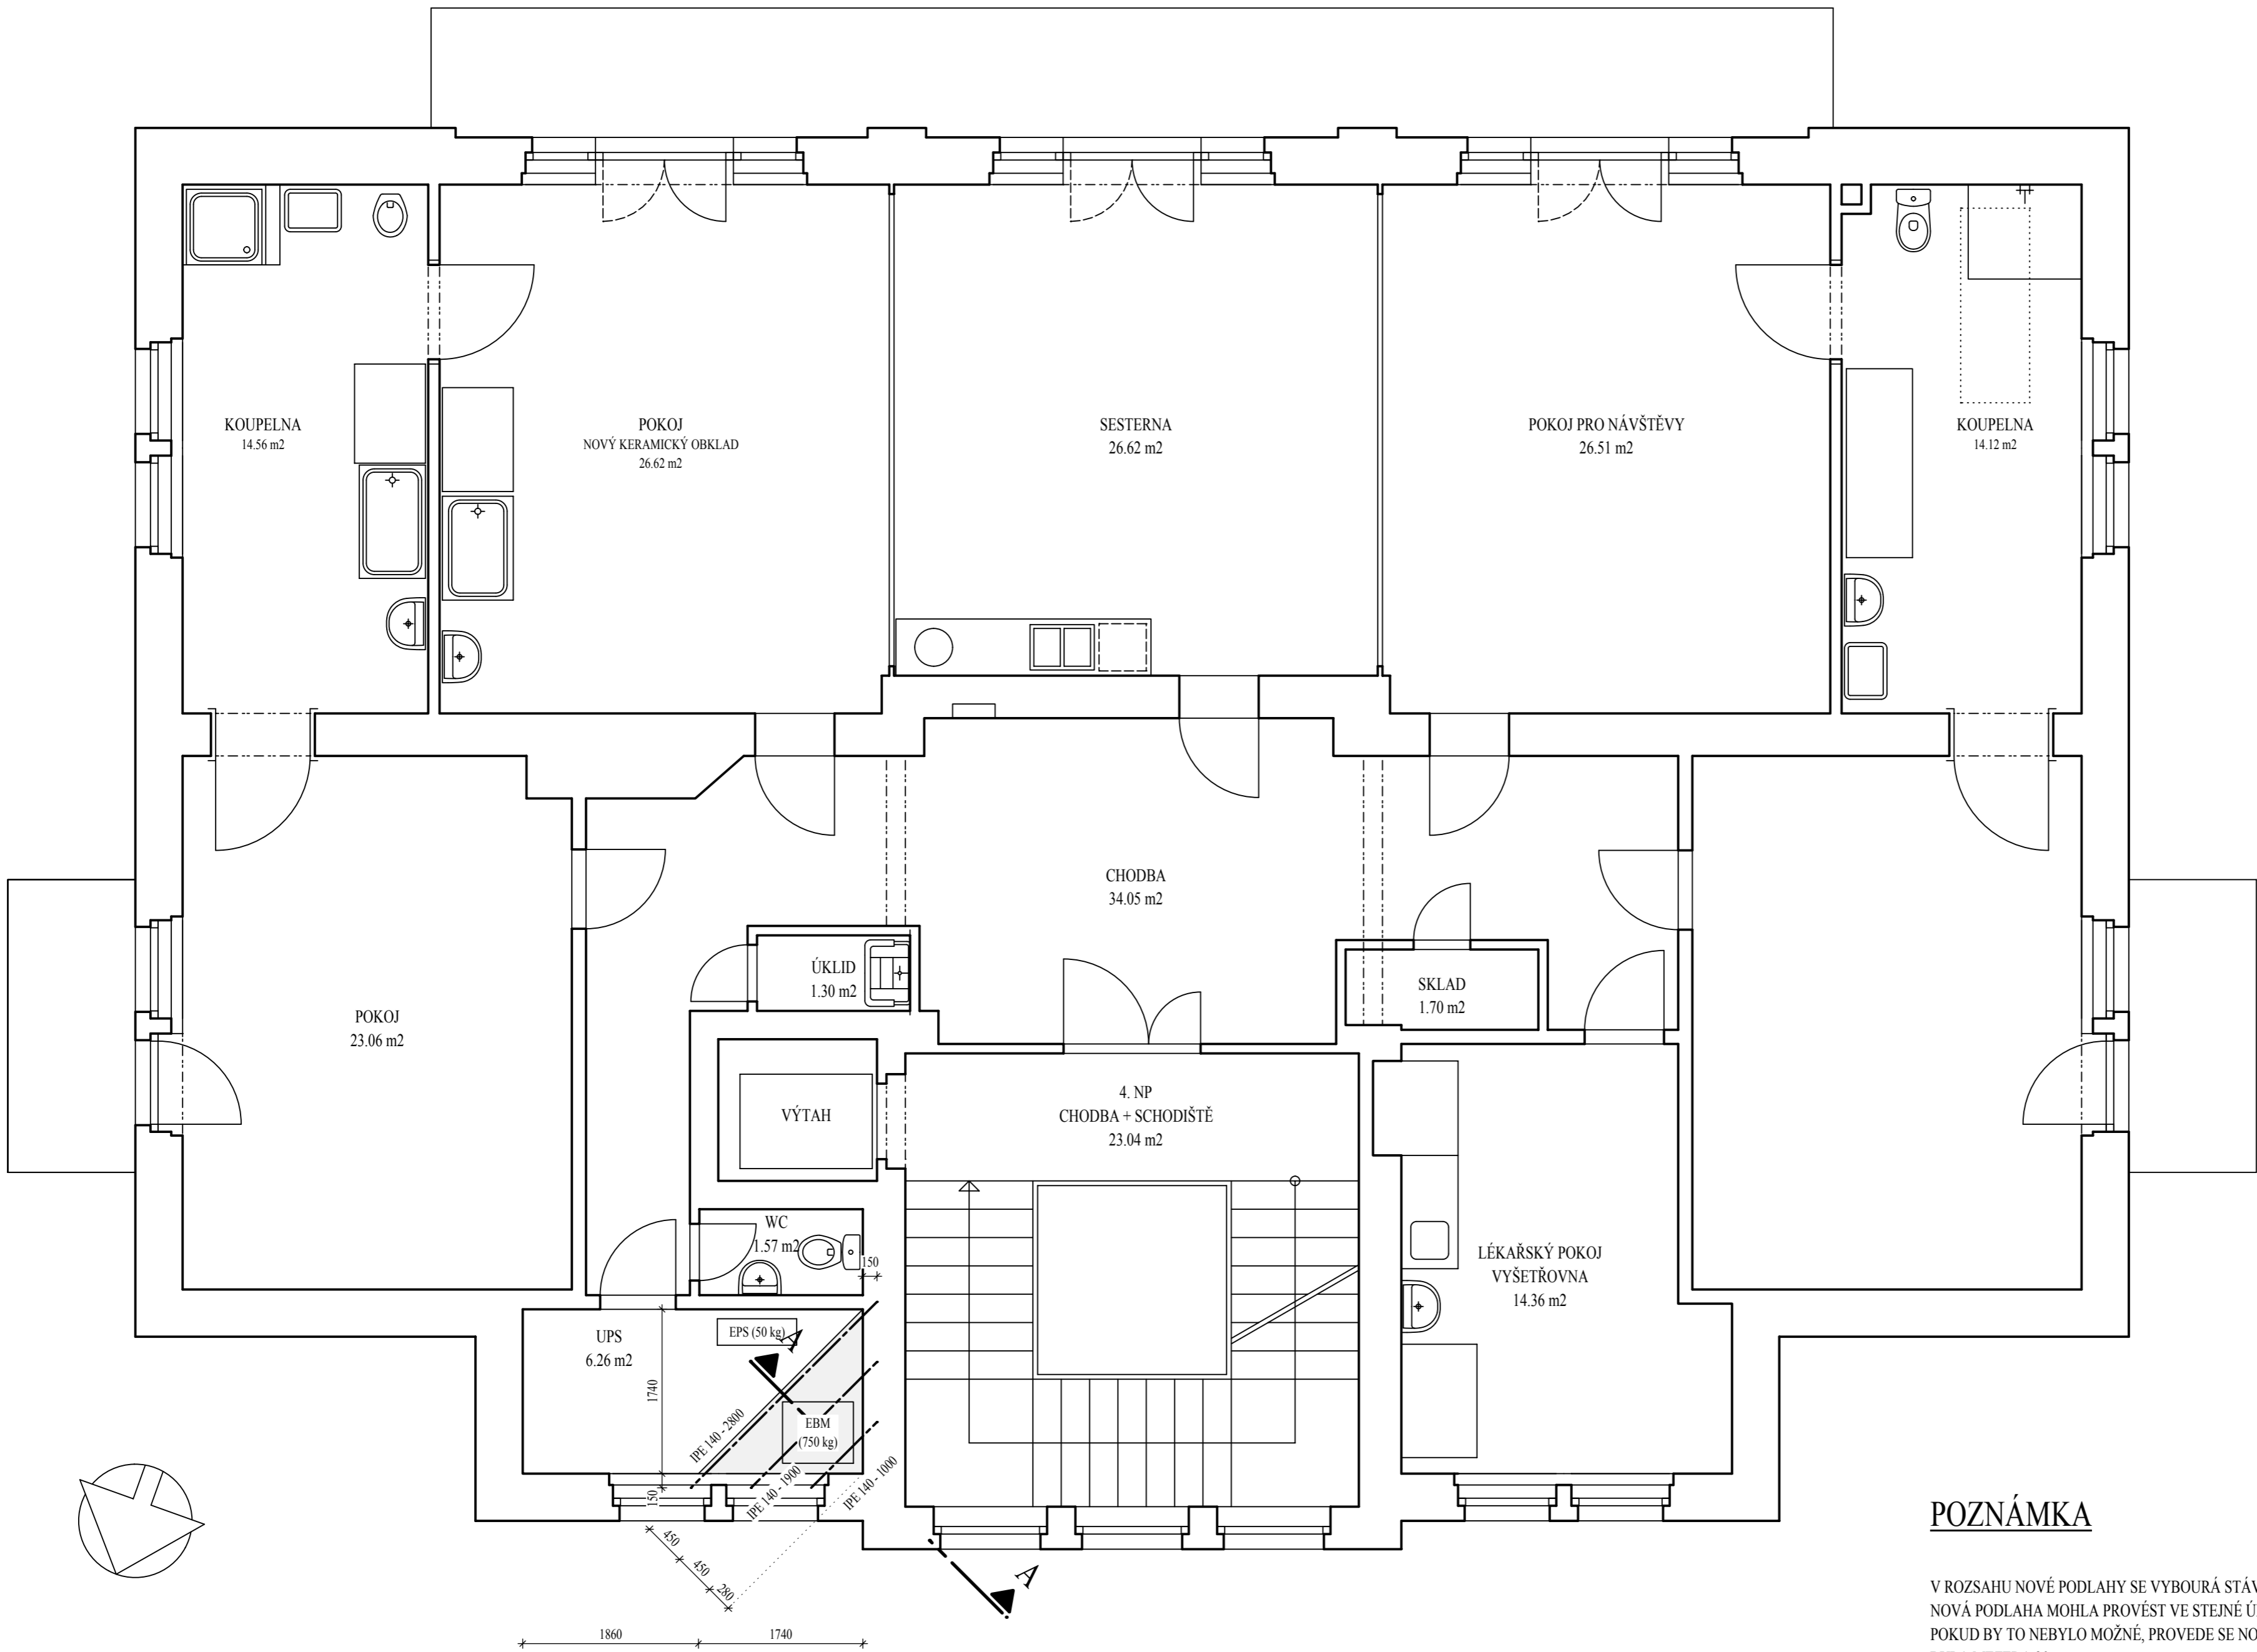 KOUPELNA
14.56 m2
POKOJ
NOVÝ KERAMICKÝ OBKLAD
26.62 m2
SESTERNA
26.62 m2
POKOJ PRO NÁVŠTĚVY
26.51 m2
KOUPELNA
14.12 m2
CHODBA
34.05 m2
ÚKLID
1.30 m2
SKLAD
1.70 m2
POKOJ
23.06 m2
VÝTAH
4. NP
CHODBA + SCHODIŠTĚ
23.04 m2
WC
1.57 m2
150
LÉKAŘSKÝ POKOJ
VYŠETŘOVNA
14.36 m2
UPS
6.26 m2
EPS (50 kg)
A
1740
EBM
(750 kg)
IPE 140 - 2800
IPE 140 - 1900
IPE 140 - 1000
150
450
450
280
A
1860
1740
POZNÁMKA
V ROZSAHU NOVÉ PODLAHY SE VYBOURÁ
NOVÁ PODLAHA MOHLA PROVÉST VE STEJNÉ
POKUD BY TO NEBYLO MOŽNÉ, PROVEDE SE